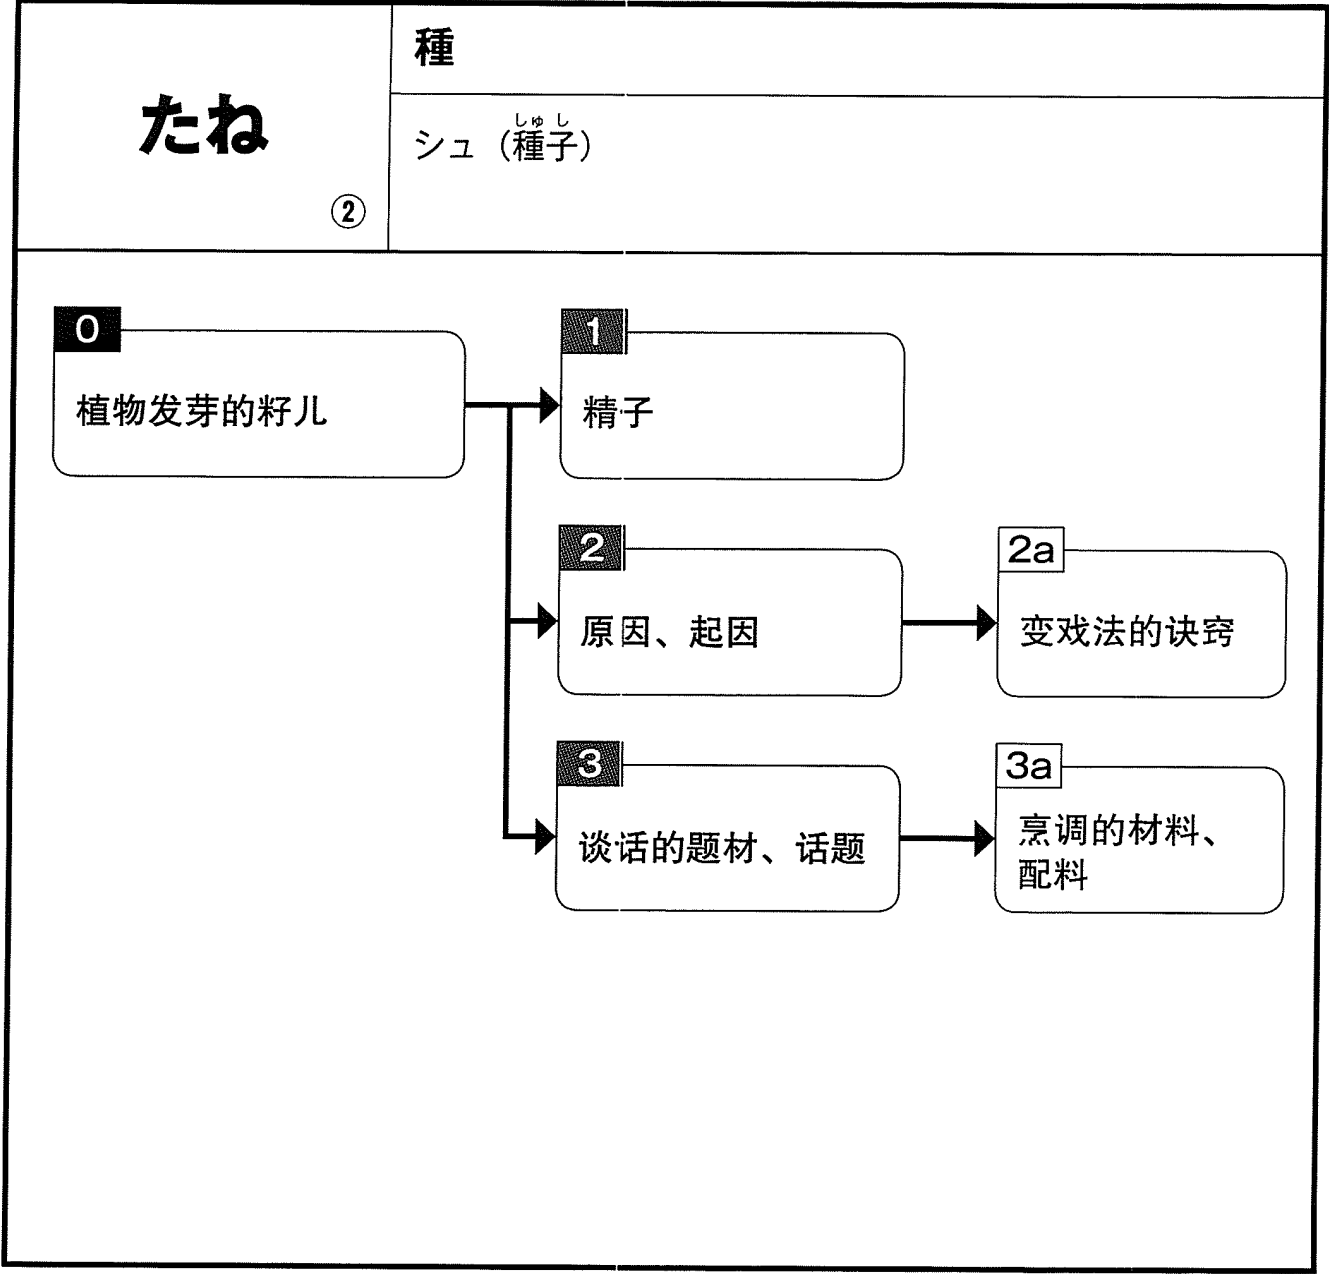 たね
②
種
しゅ し
シュ（種子）
0
植物发芽的籽儿
1
精子
2
原因、起因
2a
变戏法的诀窍
3
谈话的题材、话题
3a
烹调的材料、
配料